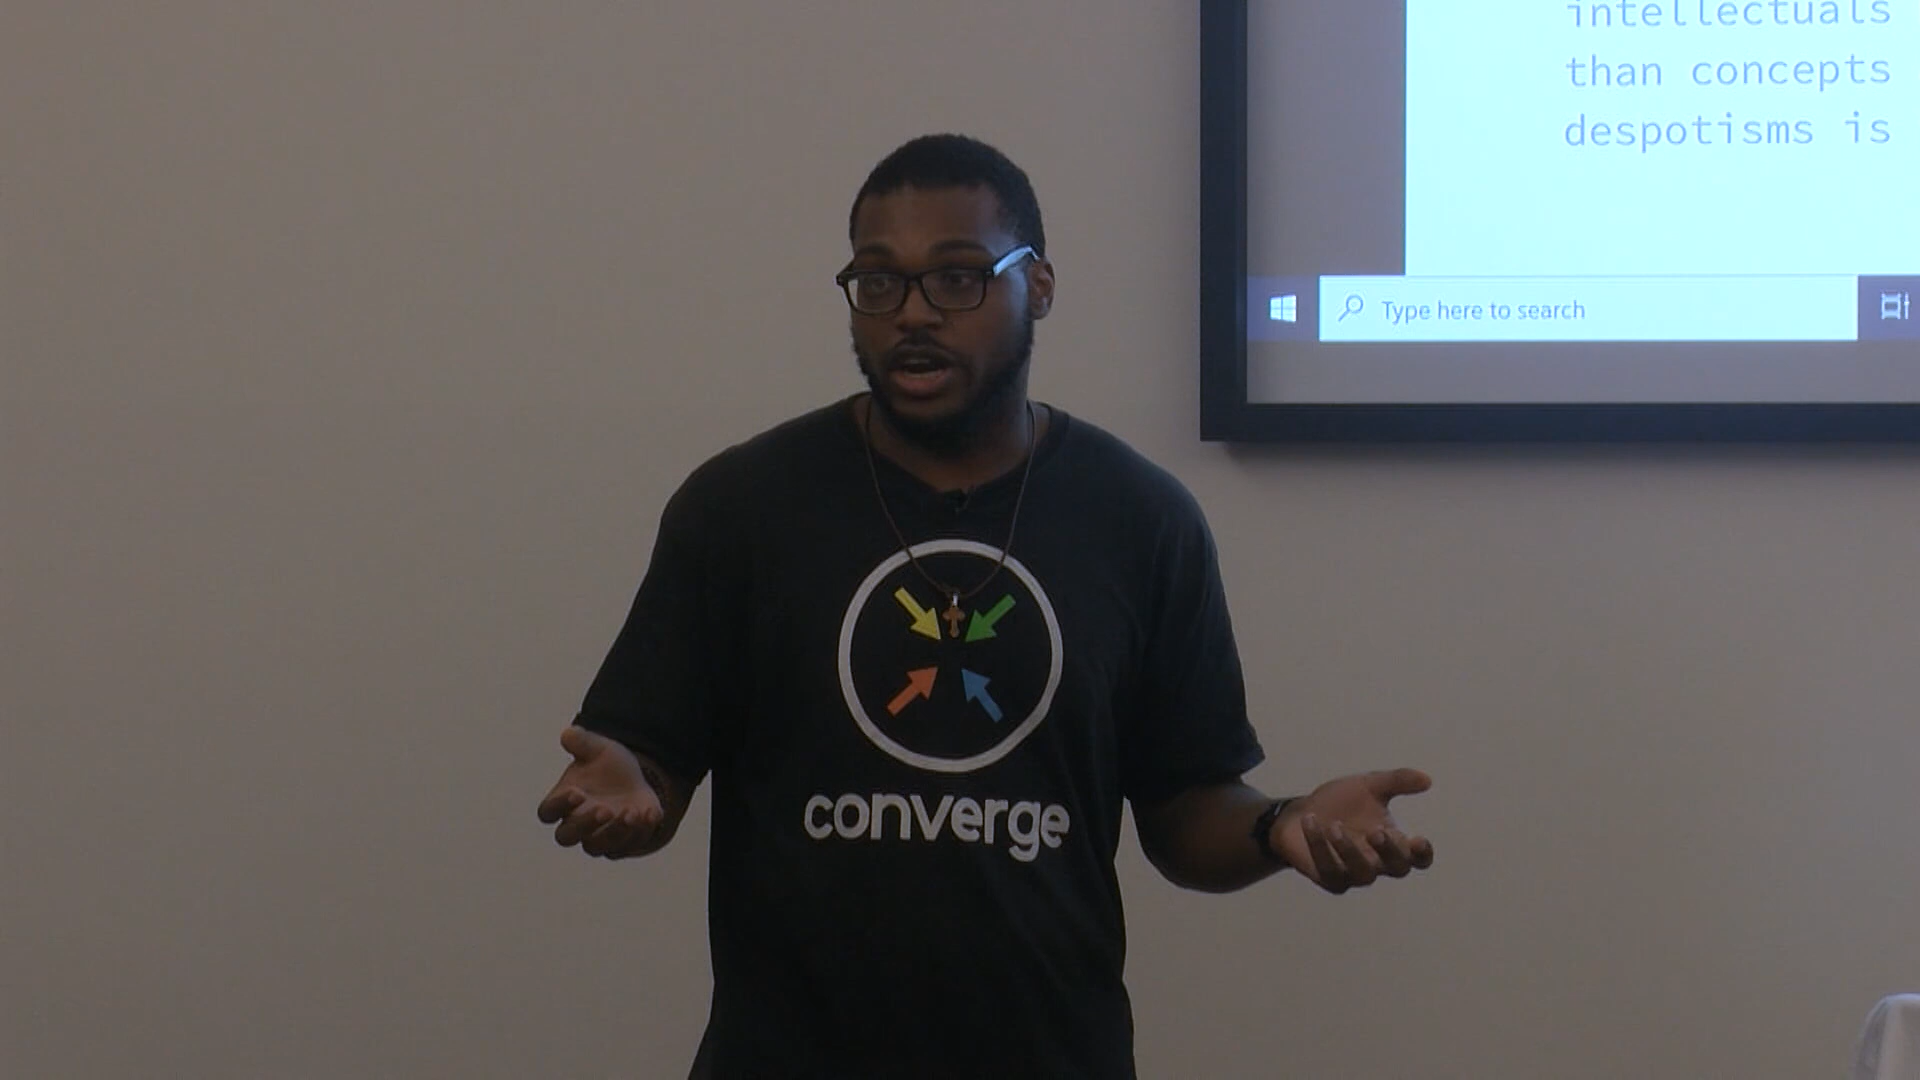 intellectuals
than concepts
despotisms is
Type here to search
converge